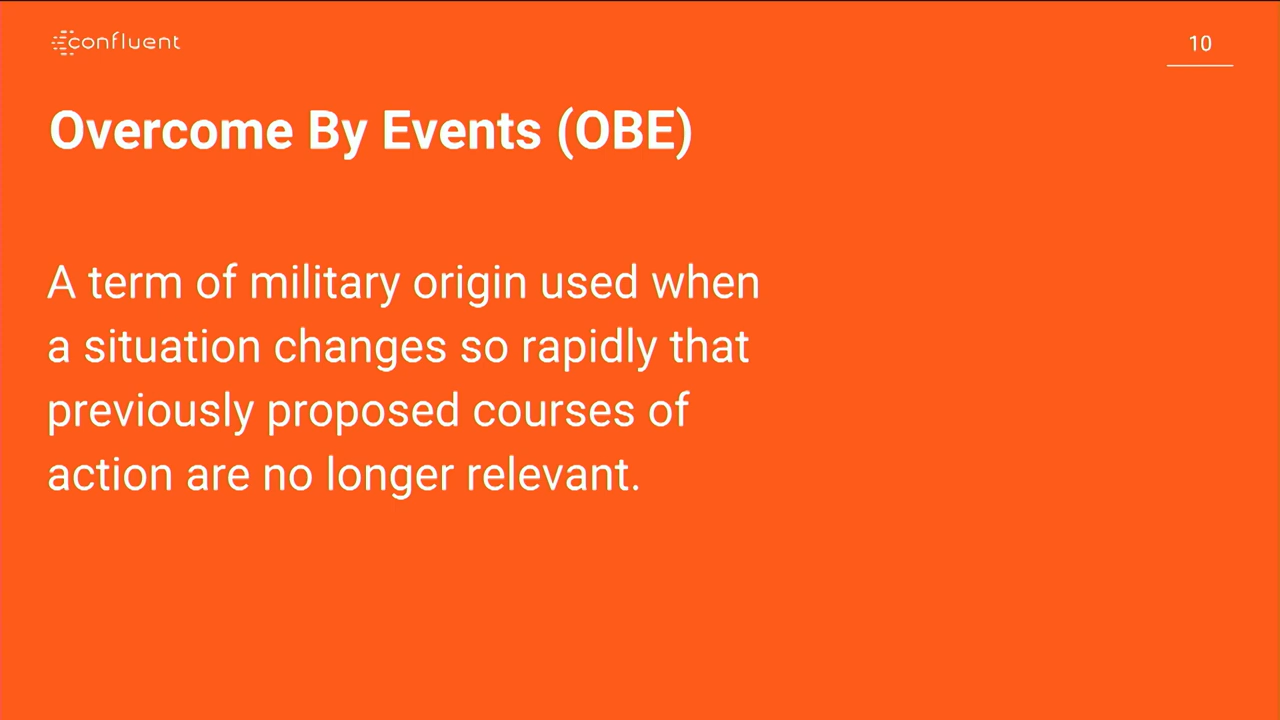 confluent
10
Overcome By Events (OBE)
A term of military origin used when
a situation changes so rapidly that
previously proposed courses of
action are no longer relevant.